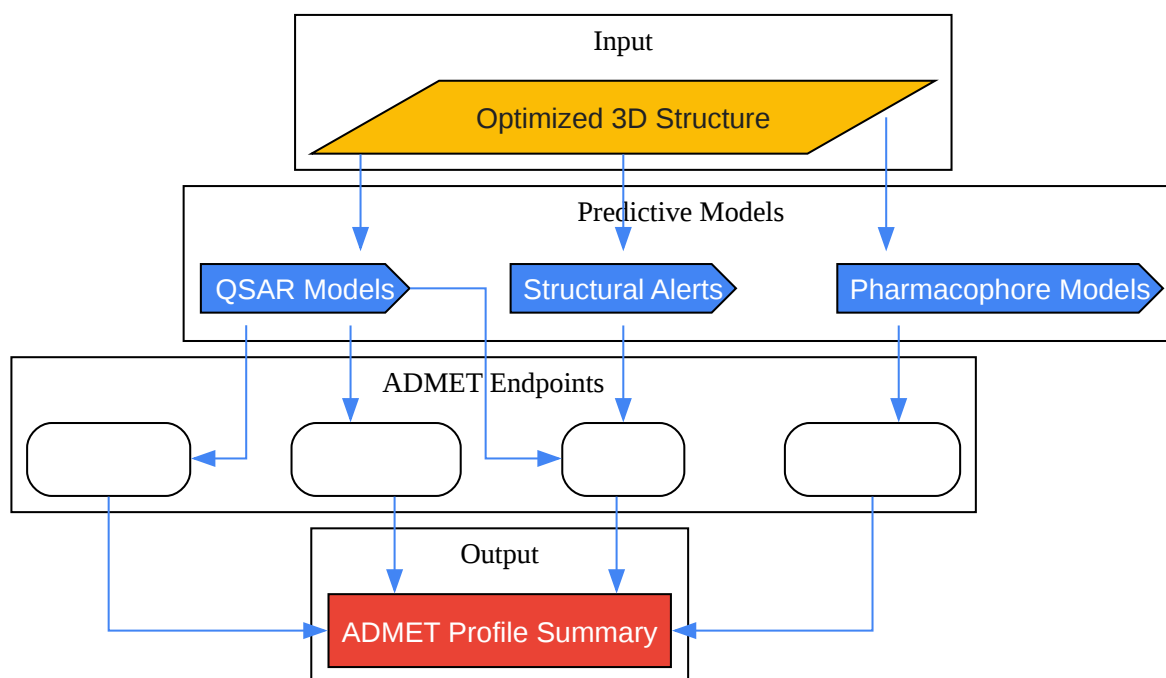 Input
Optimized 3D Structure
Predictive Models
QSAR Models
Structural Alerts
Pharmacophore Models
ADMET Endpoints
Output
ADMET Profile Summary